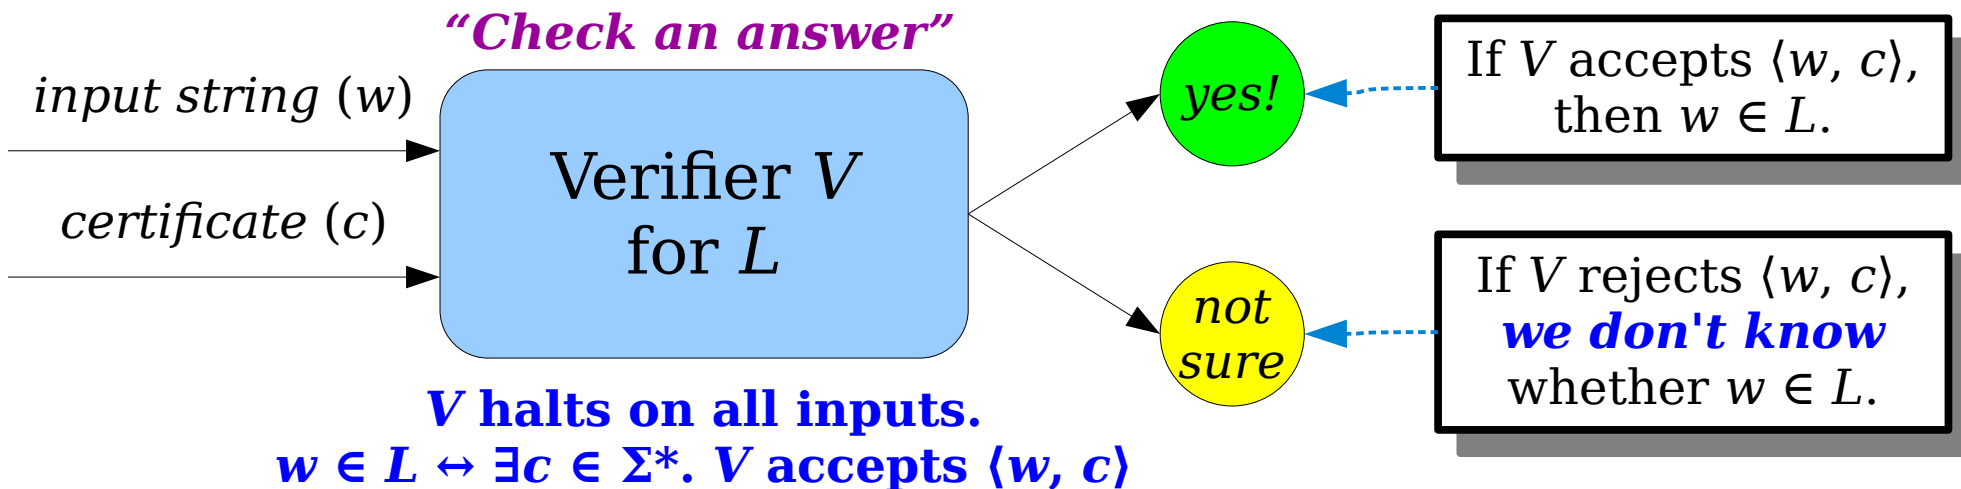 “Check an answer”
input string (w)
certificate (c)
Verifier V
for L
V halts on all inputs.
w ∈ L ↔ ∃c ∈ Σ*. V accepts ⟨w, c⟩
yes!
not
sure
If V accepts ⟨w, c⟩,
then w ∈ L.
If V rejects ⟨w, c⟩,
we don't know
whether w ∈ L.